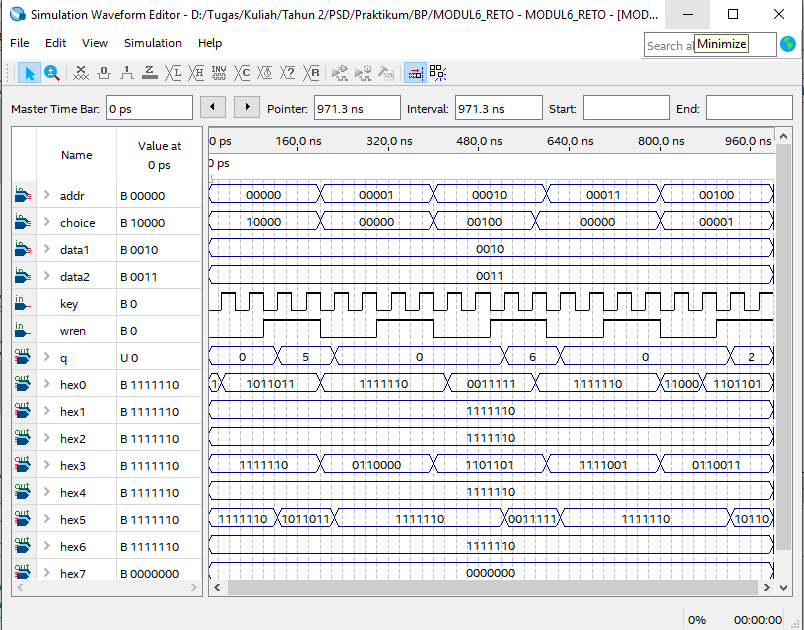 Simulation Waveform Editor - D:/Tugas/Kuliah/Tahun 2/PSD/Praktikum/BP/MODUL6_RETO - MODUL6_RETO - [MOD...
File Edit View Simulation Help
Search al
Minimize
Master Time Bar: 0 ps Pointer: 971.3 ns Interval: 971.3 ns Start: End:
Name Value at 0 ps
0 ps 160.0 ns 320.0 ns 480.0 ns 640.0 ns 800.0 ns 960.0 ns
0 ps
addr B 00000 00000 00001 00010 00011 00100
choice B 10000 10000 00000 00100 00000 00001
data1 B 0010 0010
data2 B 0011 0011
key B 0
wren B 0
q U 0 0 5 0 6 0 2
hex0 B 1111110 1 1011011 1111110 0011111 1111110 11000 1101101
hex1 B 1111110 1111110
hex2 B 1111110 1111110
hex3 B 1111110 1111110 0110000 1101101 1111001 0110011
hex4 B 1111110 1111110
hex5 B 1111110 1111110 1011011 1111110 0011111 1111110 10110
hex6 B 1111110 1111110
hex7 B 0000000 0000000
0% 00:00:00